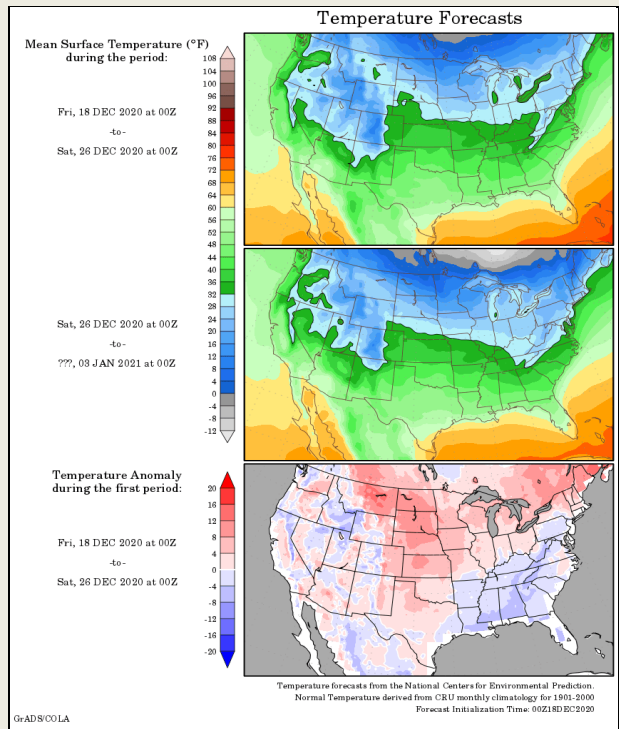 Temperature Forecasts
Mean Surface Temperature (°F)
during the period:
Fri, 18 DEC 2020 at 00Z
-to-
Sat, 26 DEC 2020 at 00Z
108
104
100
96
92
88
84
80
76
72
68
64
60
56
52
48
44
40
36
32
28
24
20
16
12
8
4
0
-4
-8
-12
Sat, 26 DEC 2020 at 00Z
-to-
???, 03 JAN 2021 at 00Z
Temperature Anomaly
during the first period:
Fri, 18 DEC 2020 at 00Z
-to-
Sat, 26 DEC 2020 at 00Z
20
16
12
8
4
0
-4
-8
-12
-16
-20
Temperature forecasts from the National Centers for Environmental Prediction.
Normal Temperature derived from CRU monthly climatology for 1901-2000
Forecast Initialization Time: 00Z18DEC2020
GrADS/COLA